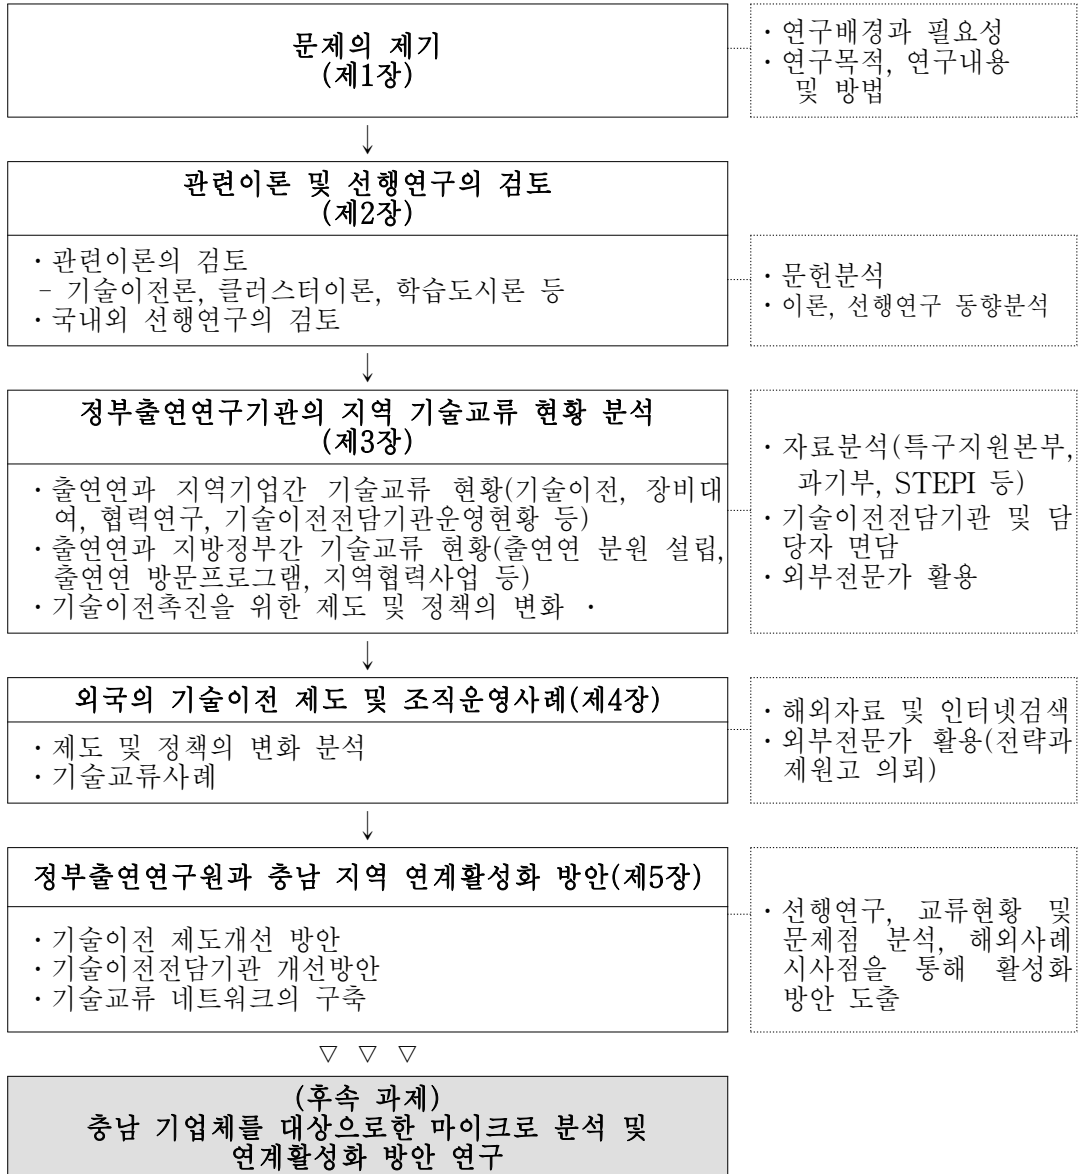 문제의 제기
(제1장)
· 연구배경과 필요성
· 연구목적, 연구내용
및 방법
↓
관련이론 및 선행연구의 검토
(제2장)
· 관련이론의 검토
- 기술이전론, 클러스터이론, 학습도시론 등
· 국내외 선행연구의 검토
· 문헌분석
· 이론, 선행연구 동향분석
↓
정부출연연구기관의 지역 기술교류 현황 분석
(제3장)
· 출연연과 지역기업간 기술교류 현황(기술이전, 장비대
여, 협력연구, 기술이전전담기관운영현황 등)
· 출연연과 지방정부간 기술교류 현황(출연연 분원 설립,
출연연 방문프로그램, 지역협력사업 등)
· 기술이전촉진을 위한 제도 및 정책의 변화 ·
· 자료분석(특구지원본부,
과기부, STEPI 등)
· 기술이전전담기관 및 담
당자 면담
· 외부전문가 활용
↓
외국의 기술이전 제도 및 조직운영사례(제4장)
· 제도 및 정책의 변화 분석
· 기술교류사례
· 해외자료 및 인터넷검색
· 외부전문가 활용(전략과
제원고 의뢰)
↓
정부출연연구원과 충남 지역 연계활성화 방안(제5장)
· 기술이전 제도개선 방안
· 기술이전전담기관 개선방안
· 기술교류 네트워크의 구축
· 선행연구, 교류현황 및
문제점 분석, 해외사례
시사점을 통해 활성화
방안 도출
▽ ▽ ▽
(후속 과제)
충남 기업체를 대상으로한 마이크로 분석 및
연계활성화 방안 연구